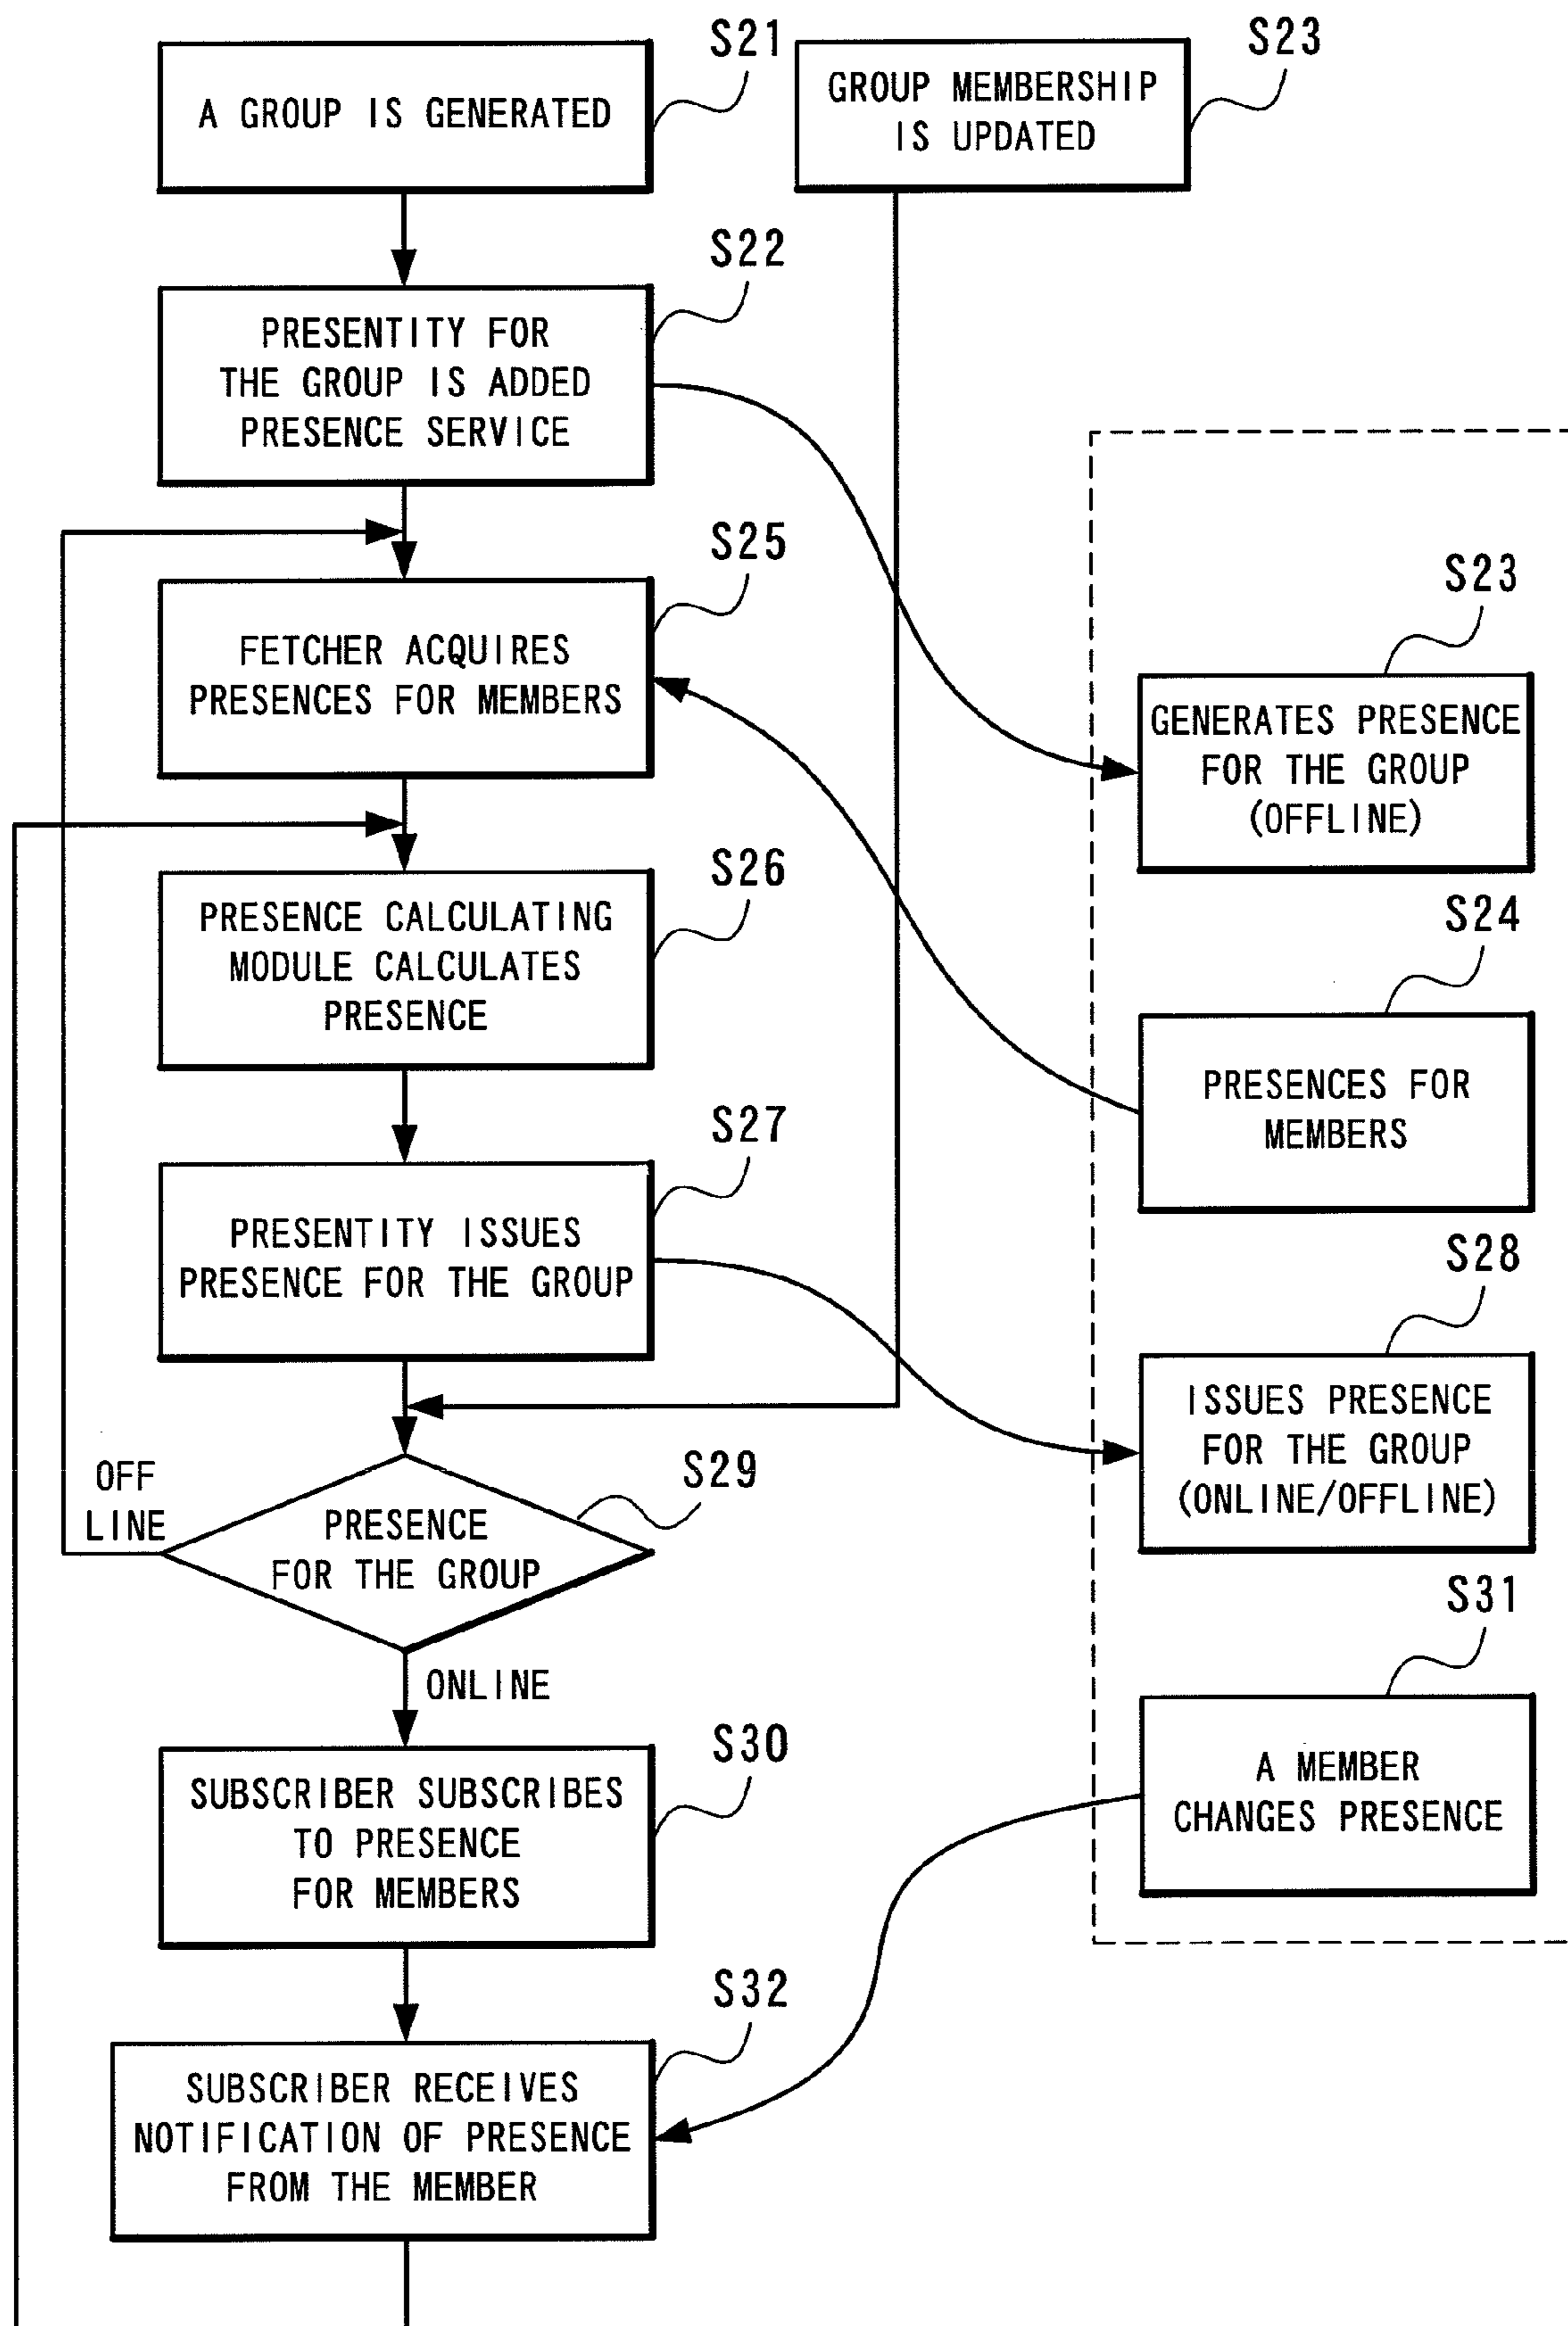 S21
A GROUP IS GENERATED
S23
GROUP MEMBERSHIP
IS UPDATED
S22
PRESENTITY FOR
THE GROUP IS ADDED
PRESENCE SERVICE
S25
FETCHER ACQUIRES
PRESENCES FOR MEMBERS
S23
GENERATES PRESENCE
FOR THE GROUP
(OFFLINE)
S26
PRESENCE CALCULATING
MODULE CALCULATES
PRESENCE
S24
PRESENCES FOR
MEMBERS
S27
PRESENTITY ISSUES
PRESENCE FOR THE GROUP
S28
ISSUES PRESENCE
FOR THE GROUP
(ONLINE/OFFLINE)
OFF
LINE
S29
PRESENCE
FOR THE GROUP
ONLINE
S31
A MEMBER
CHANGES PRESENCE
S30
SUBSCRIBER SUBSCRIBES
TO PRESENCE
FOR MEMBERS
S32
SUBSCRIBER RECEIVES
NOTIFICATION OF PRESENCE
FROM THE MEMBER